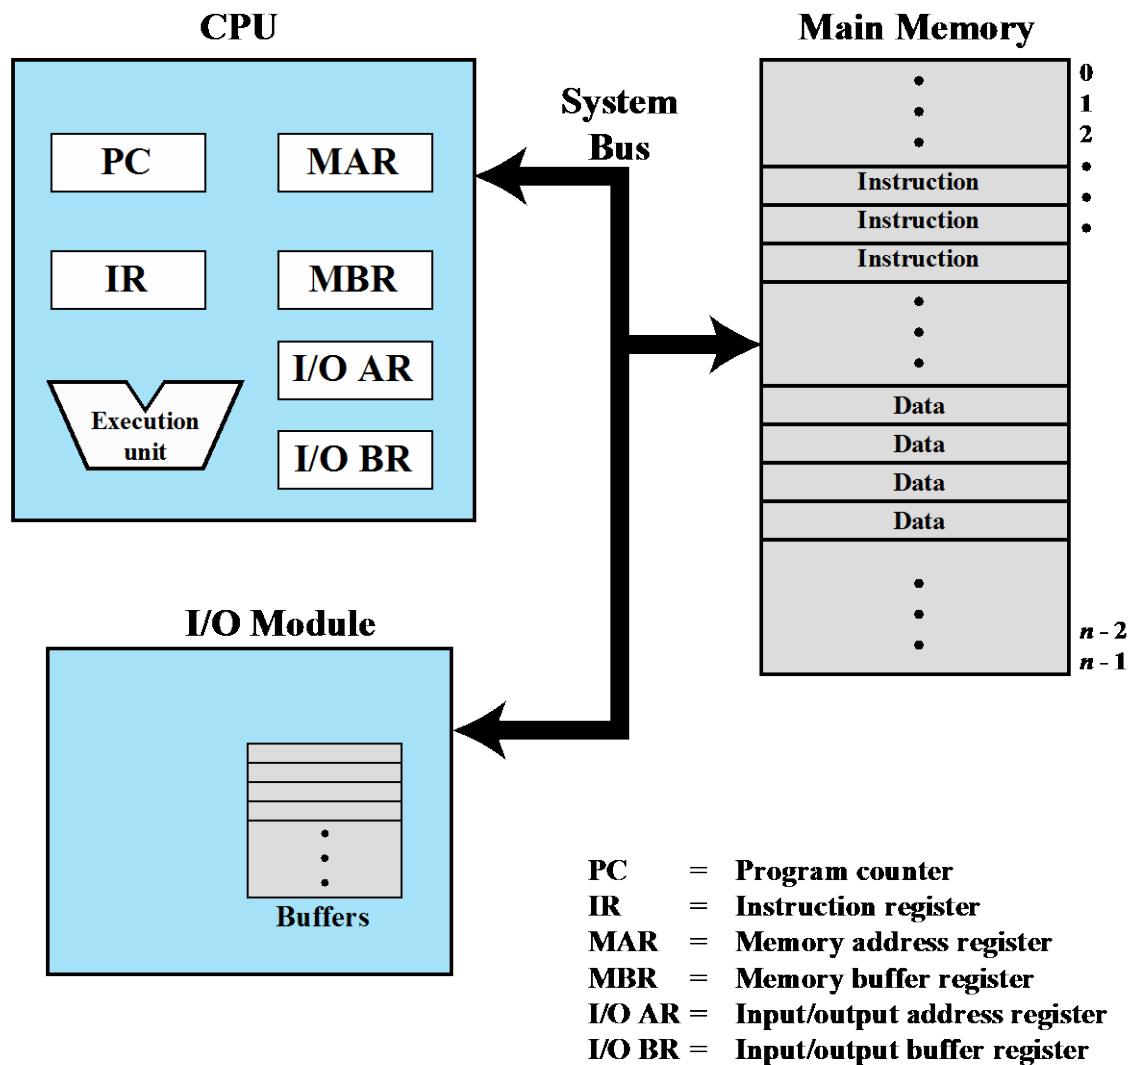 CPU
PC
MAR
IR
MBR
I/O AR
I/O BR
Execution
unit
System
Bus
Main Memory
0
1
2
Instruction
Instruction
Instruction
Data
Data
Data
Data
n - 2
n - 1
I/O Module
Buffers
PC = Program counter
IR = Instruction register
MAR = Memory address register
MBR = Memory buffer register
I/O AR = Input/output address register
I/O BR = Input/output buffer register